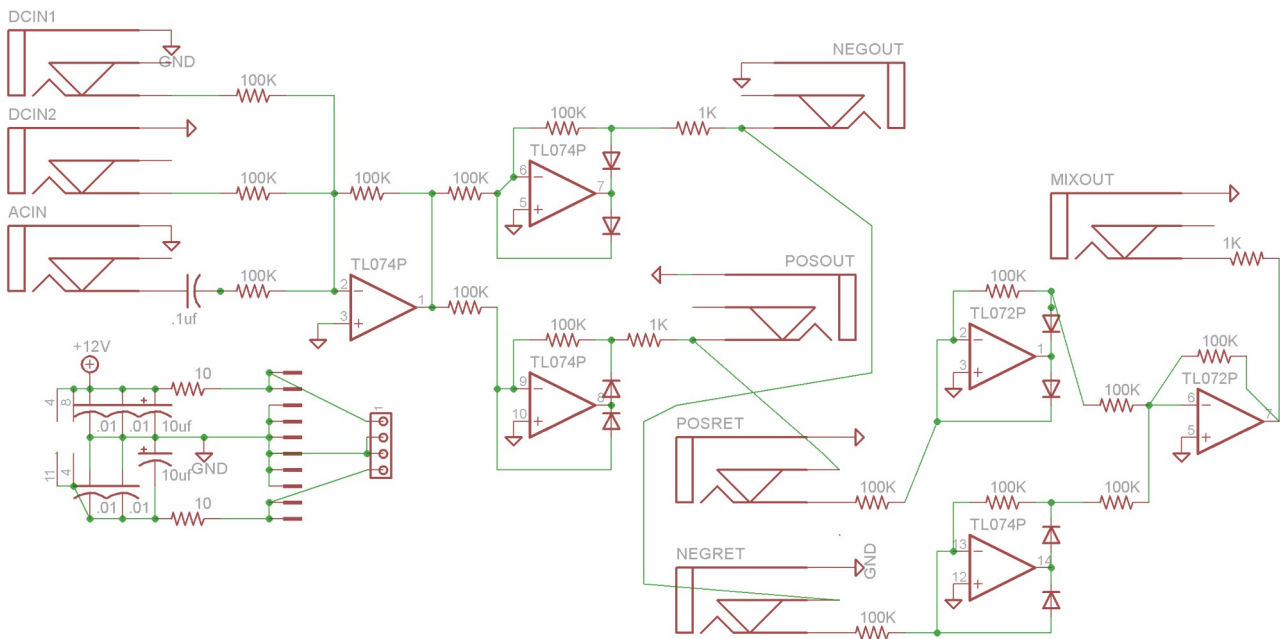 DCIN1
GND
100K
DCIN2
100K
100K
100K
ACIN
.1uf
100K
TL074P
2
3
1
100K
100K
TL074P
6
5
7
1K
NEGOUT
100K
TL074P
9
10
8
1K
POSOUT
MIXOUT
1K
100K
TL072P
2
3
1
100K
100K
TL072P
6
5
7
POSRET
100K
NEGRET
GND
100K
100K
TL074P
13
12
14
100K
+12V
10
4
8
.01
.01
10uf
GND
10uf
11
4
.01
.01
10
1